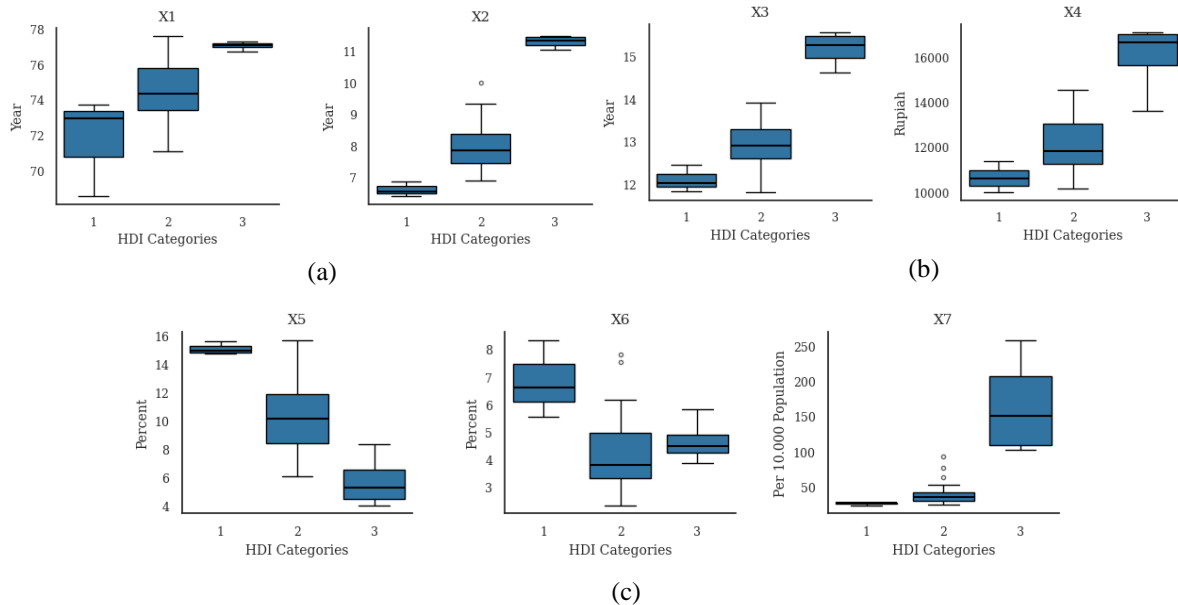 X1
78
76
74
72
70
Year
1 2 3
HDI Categories
X2
11
10
9
8
7
Year
1 2 3
HDI Categories
(a)
X3
15
14
13
12
Year
1 2 3
HDI Categories
X4
16000
14000
12000
10000
Rupiah
1 2 3
HDI Categories
(b)
X5
16
14
12
10
8
6
4
Percent
1 2 3
HDI Categories
X6
8
7
6
5
4
3
Percent
1 2 3
HDI Categories
X7
250
200
150
100
50
Per 10.000 Population
1 2 3
HDI Categories
(c)